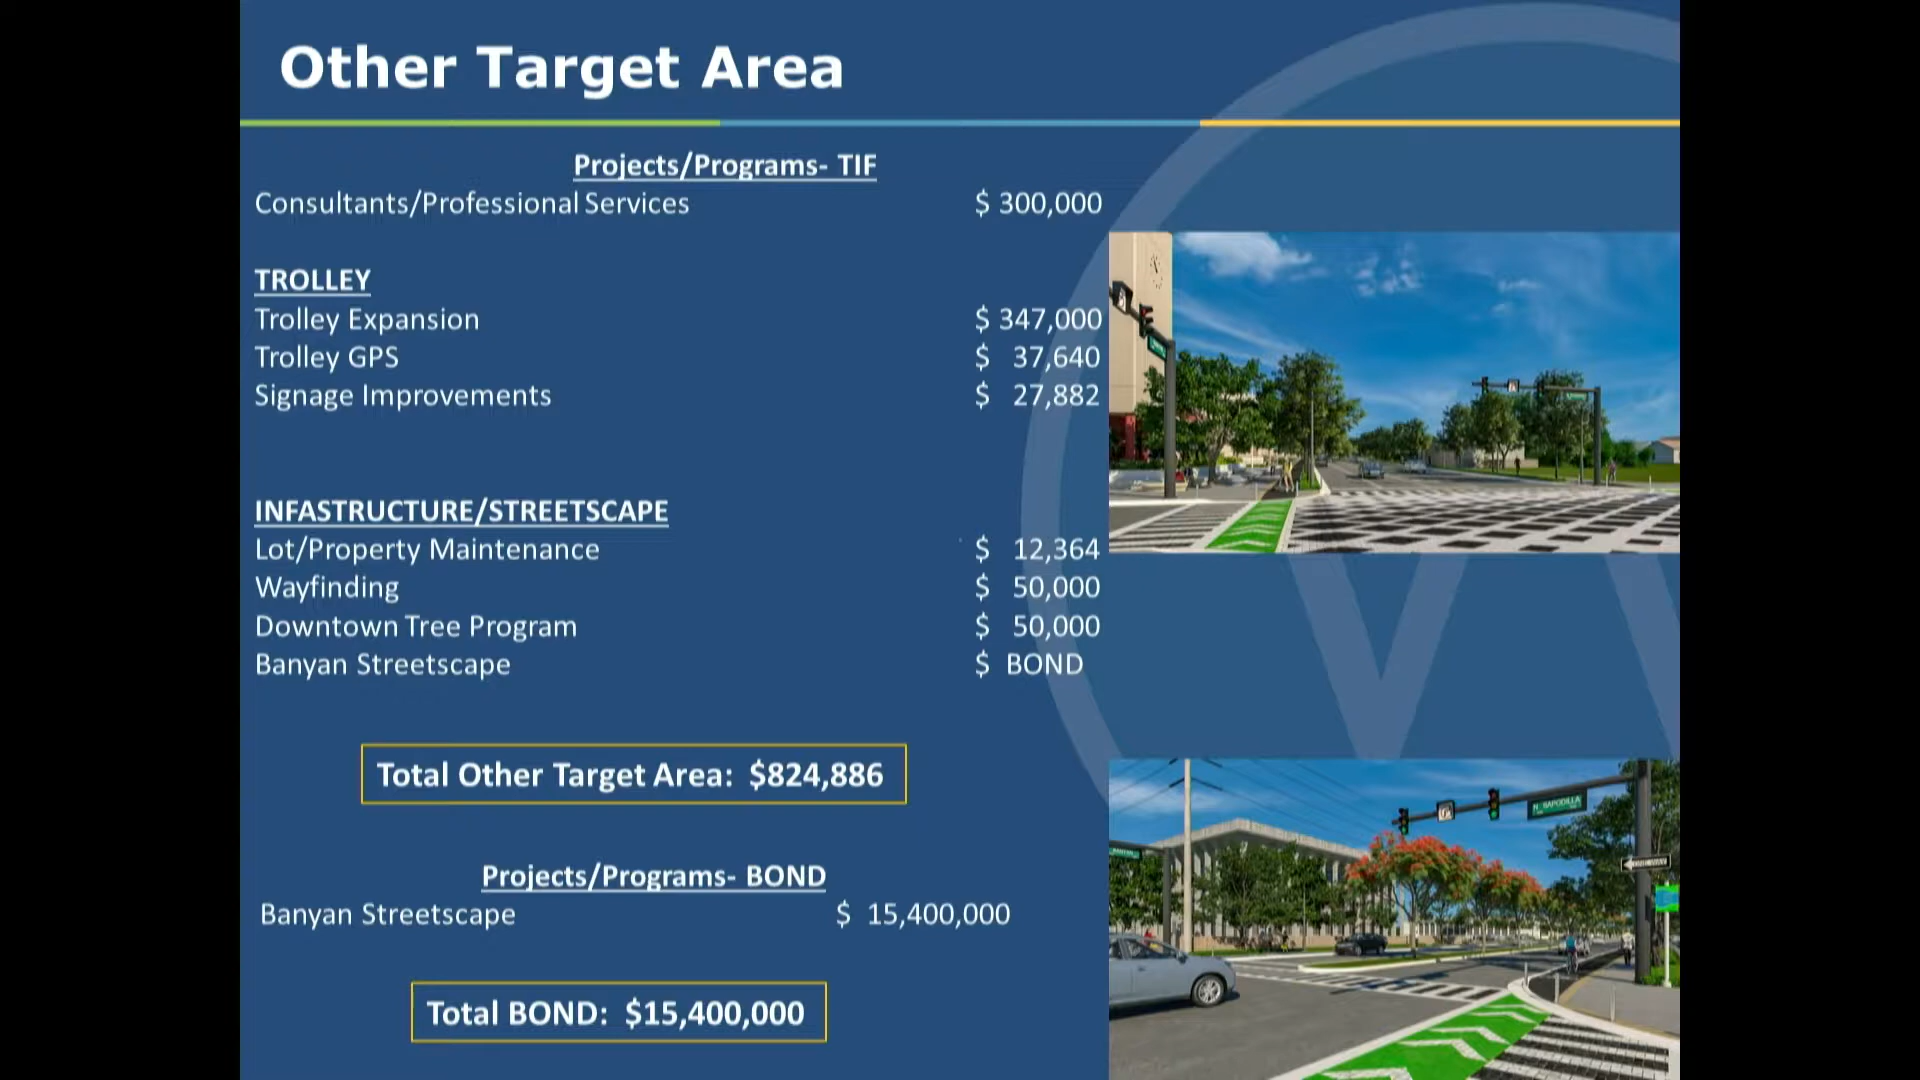 Other Target Area
Projects/Programs- TIF
Consultants/Professional Services $ 300,000
TROLLEY
Trolley Expansion $ 347,000
Trolley GPS $ 37,640
Signage Improvements $ 27,882
INFASTRUCTURE/STREETSCAPE
Lot/Property Maintenance $ 12,364
Wayfinding $ 50,000
Downtown Tree Program $ 50,000
Banyan Streetscape $ BOND
Total Other Target Area: $824,886
N SAPODILLA
Projects/Programs- BOND
Banyan Streetscape $ 15,400,000
Total BOND: $15,400,000